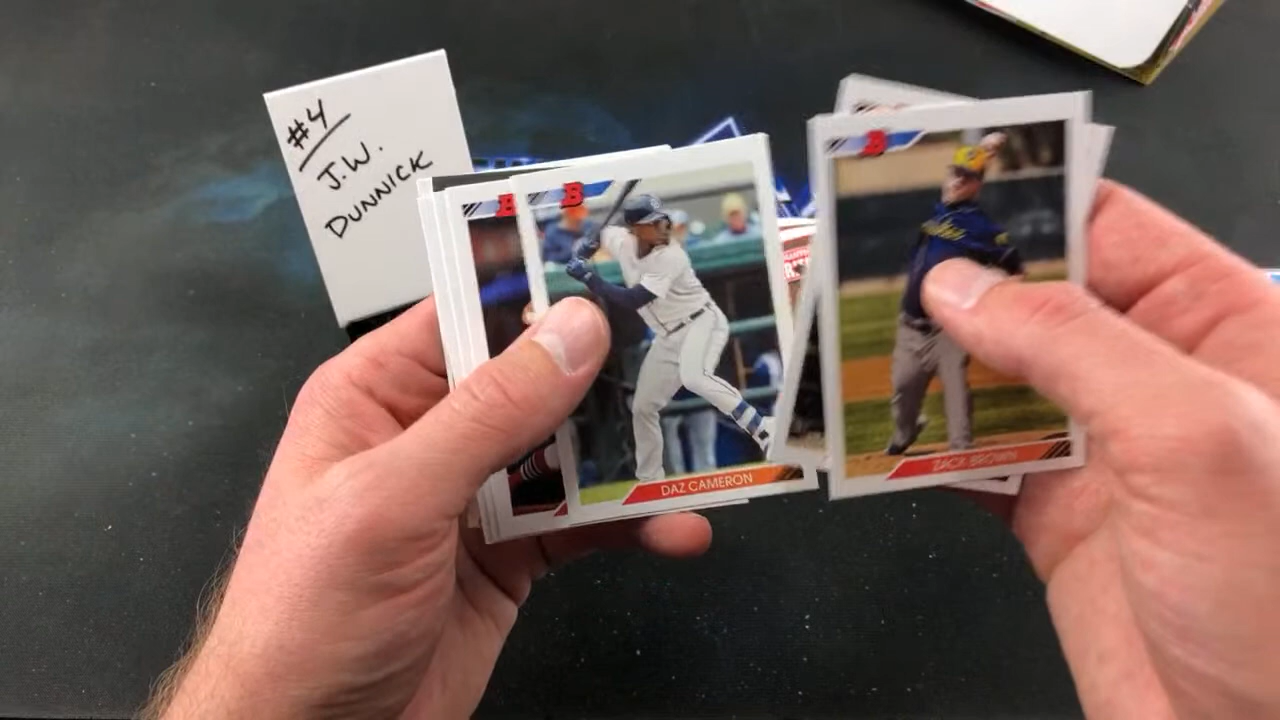 #4
J.W.
DUNNICK
B
B
DAZ CAMERON
B
ZACK BROWN